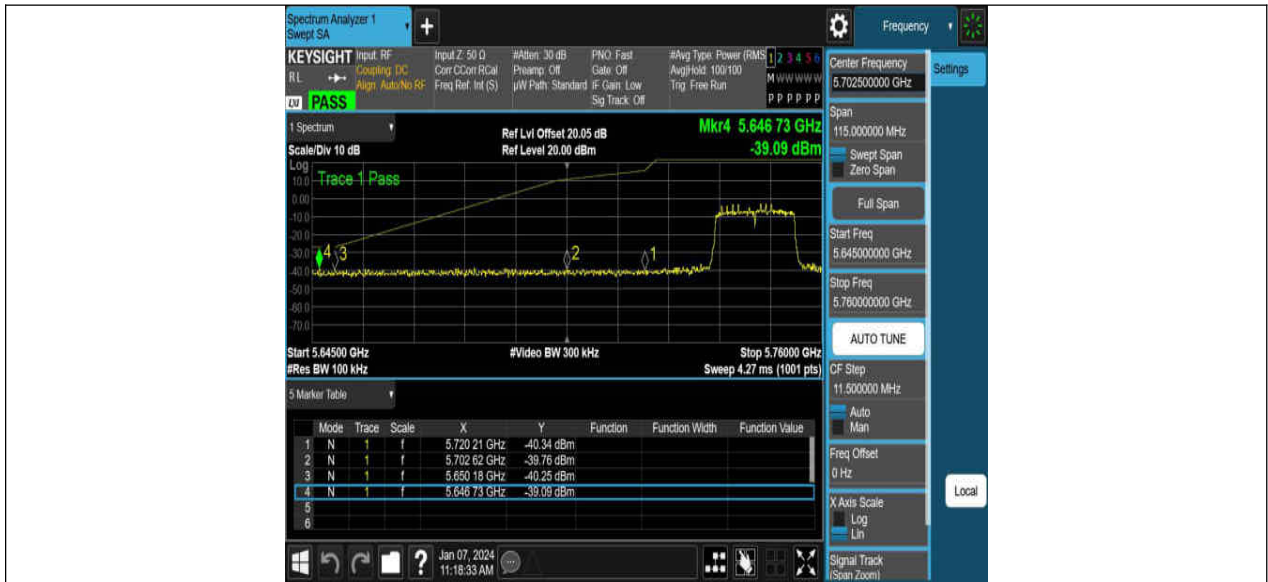 Spectrum Analyzer 1
Swept SA
+
Frequency
KEYSIGHT
Input: RF
Coupling: DC
Align: Auto/No RF
Input Z: 50 Ω
Corr CCorr RCal
Freq Ref: Int (S)
#Atten: 30 dB
Preamp: Off
µW Path: Standard
PNO: Fast
Gate: Off
IF Gain: Low
Sig Track: Off
#Avg Type: Power (RMS
Avg|Hold: 100/100
Trig: Free Run
1 2 3 4 5 6
M W W W W W
P P P P P P
RL
LXI
PASS
1 Spectrum
Scale/Div 10 dB
Ref Lvl Offset 20.05 dB
Ref Level 20.00 dBm
Mkr4 5.646 73 GHz
-39.09 dBm
Log
Trace 1 Pass
10.0
0.00
-10.0
-20.0
-30.0
-40.0
-50.0
-60.0
-70.0
4 3 2 1
Start 5.64500 GHz
#Video BW 300 kHz
Stop 5.76000 GHz
#Res BW 100 kHz
Sweep 4.27 ms (1001 pts)
5 Marker Table
Mode Trace Scale X Y Function Function Width Function Value
1 N 1 f 5.720 21 GHz -40.34 dBm
2 N 1 f 5.702 62 GHz -39.76 dBm
3 N 1 f 5.650 18 GHz -40.25 dBm
4 N 1 f 5.646 73 GHz -39.09 dBm
5
6
?
Jan 07, 2024
11:18:33 AM
Center Frequency
5.702500000 GHz
Settings
Span
115.000000 MHz
Swept Span
Zero Span
Full Span
Start Freq
5.645000000 GHz
Stop Freq
5.760000000 GHz
AUTO TUNE
CF Step
11.500000 MHz
Auto
Man
Freq Offset
0 Hz
X Axis Scale
Log
Lin
Local
Signal Track
(Span Zoom)